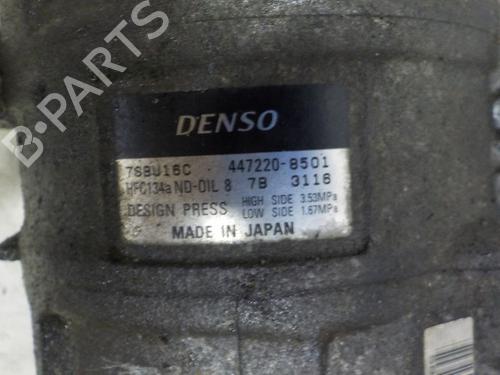 DENSO
7SBU16C 447220-8501
HFC134a ND-OIL 8 7B 3116
DESIGN PRESS HIGH SIDE 3.53MPa
LOW SIDE 1.67MPa
MADE IN JAPAN
B PARTS